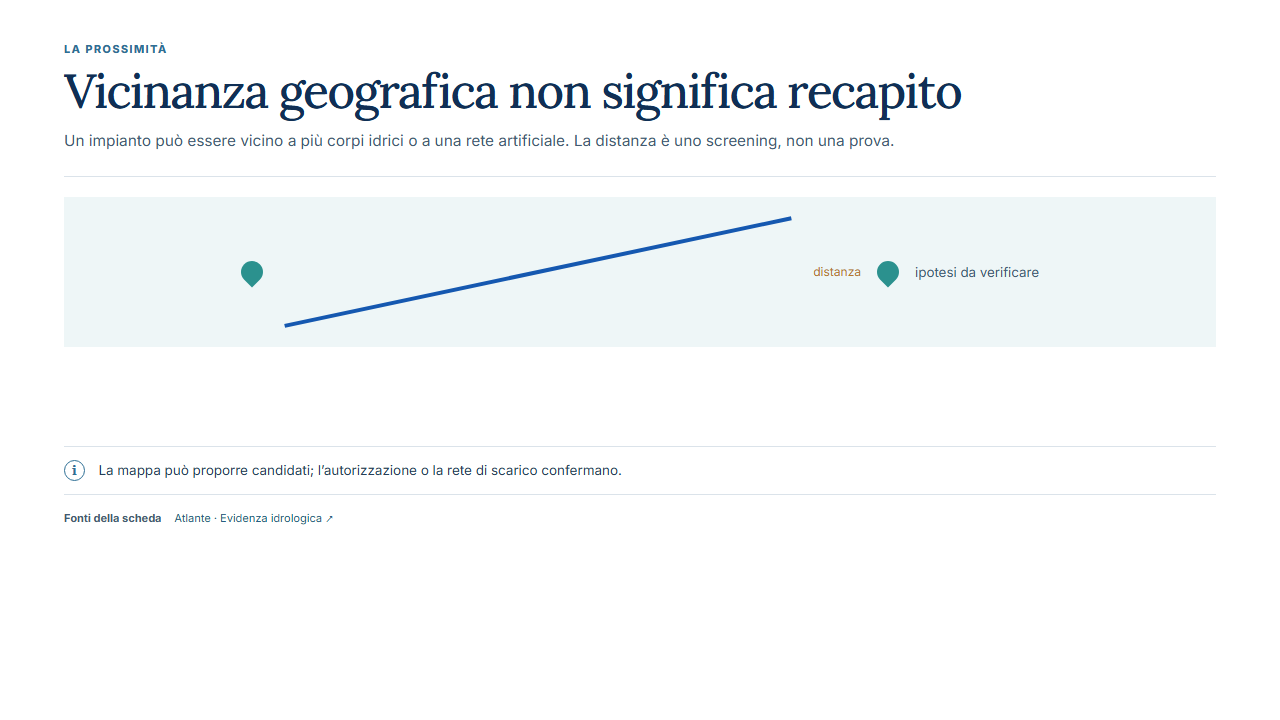 LA PROSSIMITÀ
Vicinanza geografica non significa recapito
Un impianto può essere vicino a più corpi idrici o a una rete artificiale. La distanza è uno screening, non una prova.
distanza
ipotesi da verificare
i La mappa può proporre candidati; l’autorizzazione o la rete di scarico confermano.
Fonti della scheda Atlante · Evidenza idrologica ↗